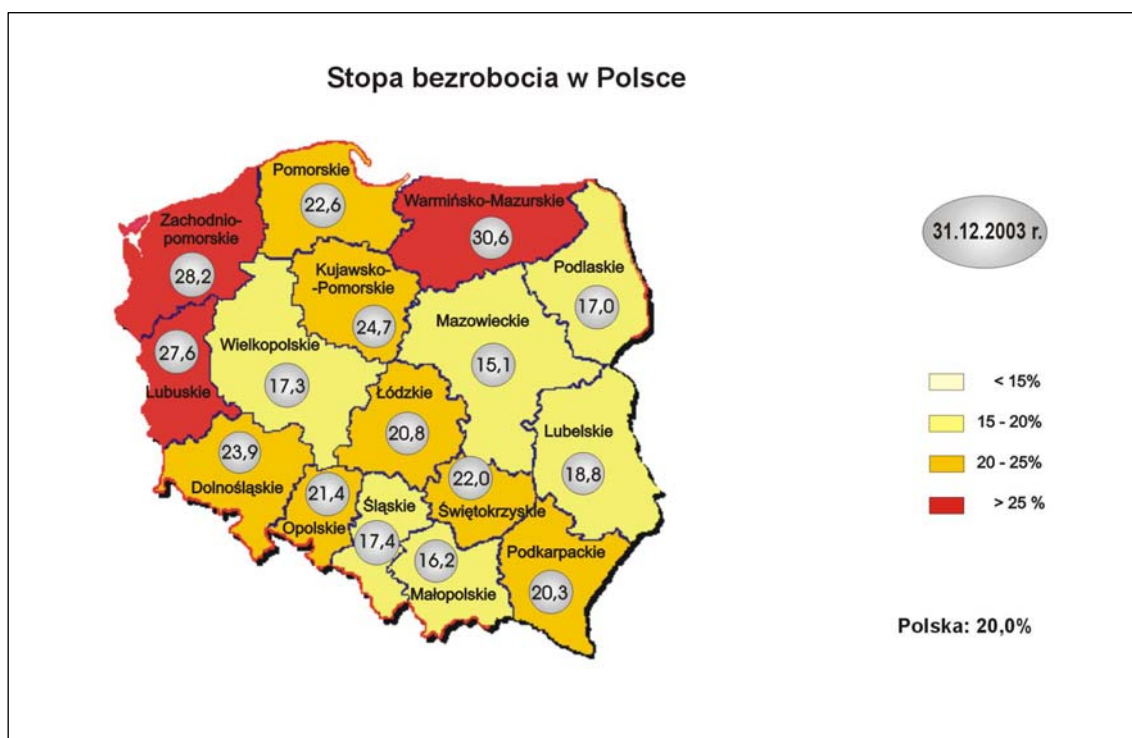 Stopa bezrobocia w Polsce
Pomorskie
22,6
Warmińsko-Mazurskie
30,6
Zachodnio-
pomorskie
28,2
Kujawsko-
-Pomorskie
24,7
Podlaskie
17,0
Mazowieckie
15,1
27,6
Lubuskie
Wielkopolskie
17,3
Łódzkie
20,8
Lubelskie
18,8
23,9
Dolnośląskie
21,4
Opolskie
Śląskie
17,4
22,0
Świętokrzyskie
16,2
Małopolskie
Podkarpackie
20,3
31.12.2003 r.
< 15%
15 - 20%
20 - 25%
> 25 %
Polska: 20,0%